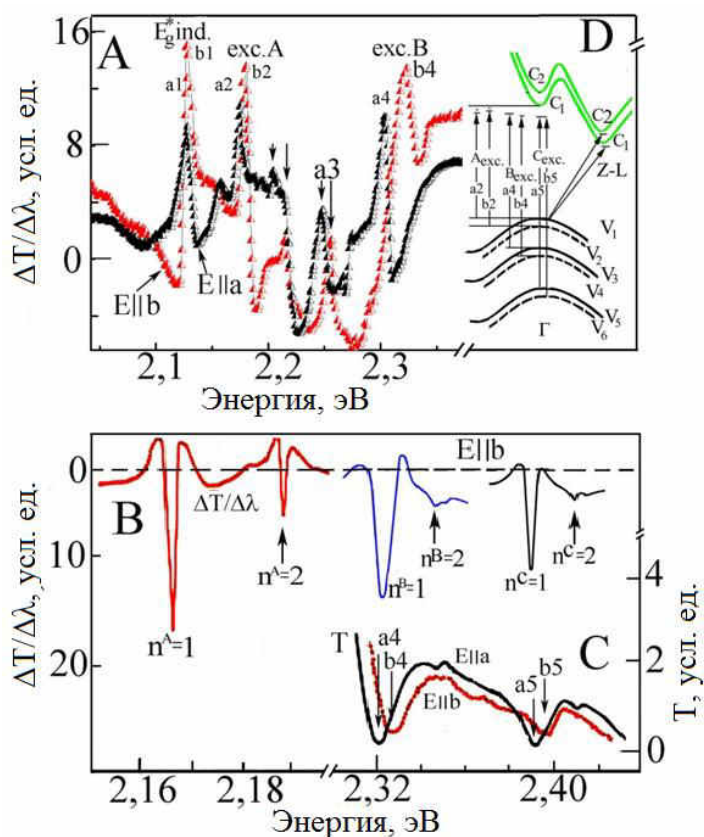 A
D
ΔT/Δλ, усл. ед.
16
8
0
E*g ind.
a1
b1
exc.A
a2
b2
a3
exc.B
a4
b4
E||b
E||a
2,1
2,2
2,3
Энергия, эВ
C2
C1
C2
C1
Z-L
Aexc.
a2
b2
Bexc.
a4
b4
Cexc.
b5
a5
V1
V2
V3
V4
V5
V6
Γ
B
ΔT/Δλ, усл. ед.
0
10
20
ΔT/Δλ
E||b
nA=1
nA=2
nB=1
nB=2
nC=1
nC=2
C
T
a4
b4
E||a
E||b
a5
b5
4
2
0
T, усл. ед.
2,16
2,18
2,32
2,40
Энергия, эВ